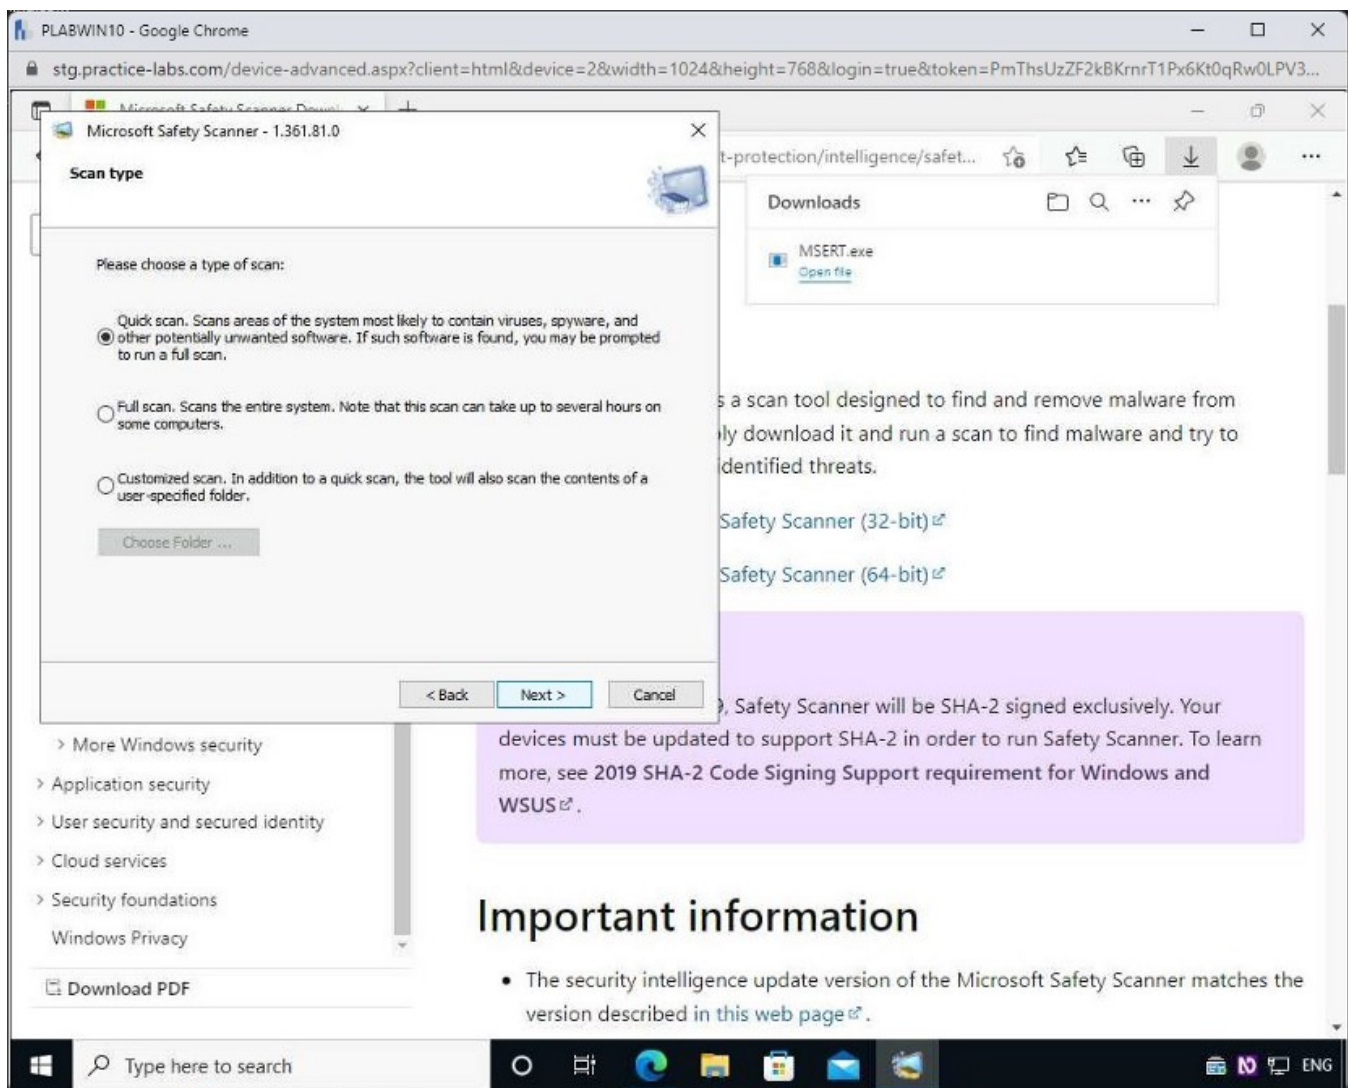 PLABWIN10 - Google Chrome
stg.practice-labs.com/device-advanced.aspx?client=html&device=2&width=1024&height=768&login=true&token=PmThsUzZF2kBKrnrT1Px6Kt0qRw0LPV3...
Microsoft Safety Scanner Downl
Microsoft Safety Scanner - 1.361.81.0
t-protection/intelligence/safet...
Scan type
Downloads
MSERT.exe
Open file
Please choose a type of scan:
Quick scan. Scans areas of the system most likely to contain viruses, spyware, and
other potentially unwanted software. If such software is found, you may be prompted
to run a full scan.
Full scan. Scans the entire system. Note that this scan can take up to several hours on
some computers.
Customized scan. In addition to a quick scan, the tool will also scan the contents of a
user-specified folder.
Choose Folder ...
< Back
Next >
Cancel
s a scan tool designed to find and remove malware from
ly download it and run a scan to find malware and try to
identified threats.
Safety Scanner (32-bit)
Safety Scanner (64-bit)
9, Safety Scanner will be SHA-2 signed exclusively. Your
devices must be updated to support SHA-2 in order to run Safety Scanner. To learn
more, see 2019 SHA-2 Code Signing Support requirement for Windows and
WSUS .
> More Windows security
> Application security
> User security and secured identity
> Cloud services
> Security foundations
Windows Privacy
Download PDF
Important information
• The security intelligence update version of the Microsoft Safety Scanner matches the
version described in this web page .
Type here to search
ENG